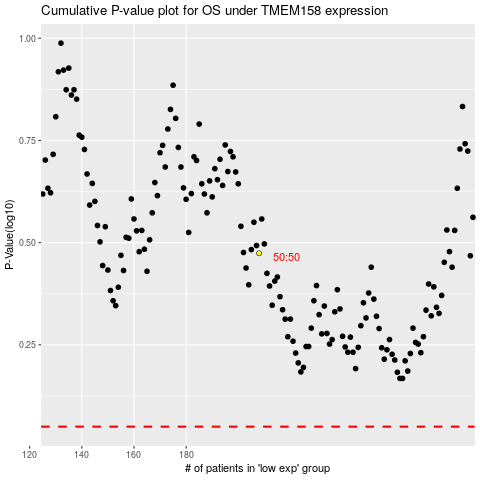 Cumulative P-value plot for OS under TMEM158 expression
P-Value(log10)
1.00
0.75
0.50
0.25
50:50
120 140 160 180
# of patients in 'low exp' group